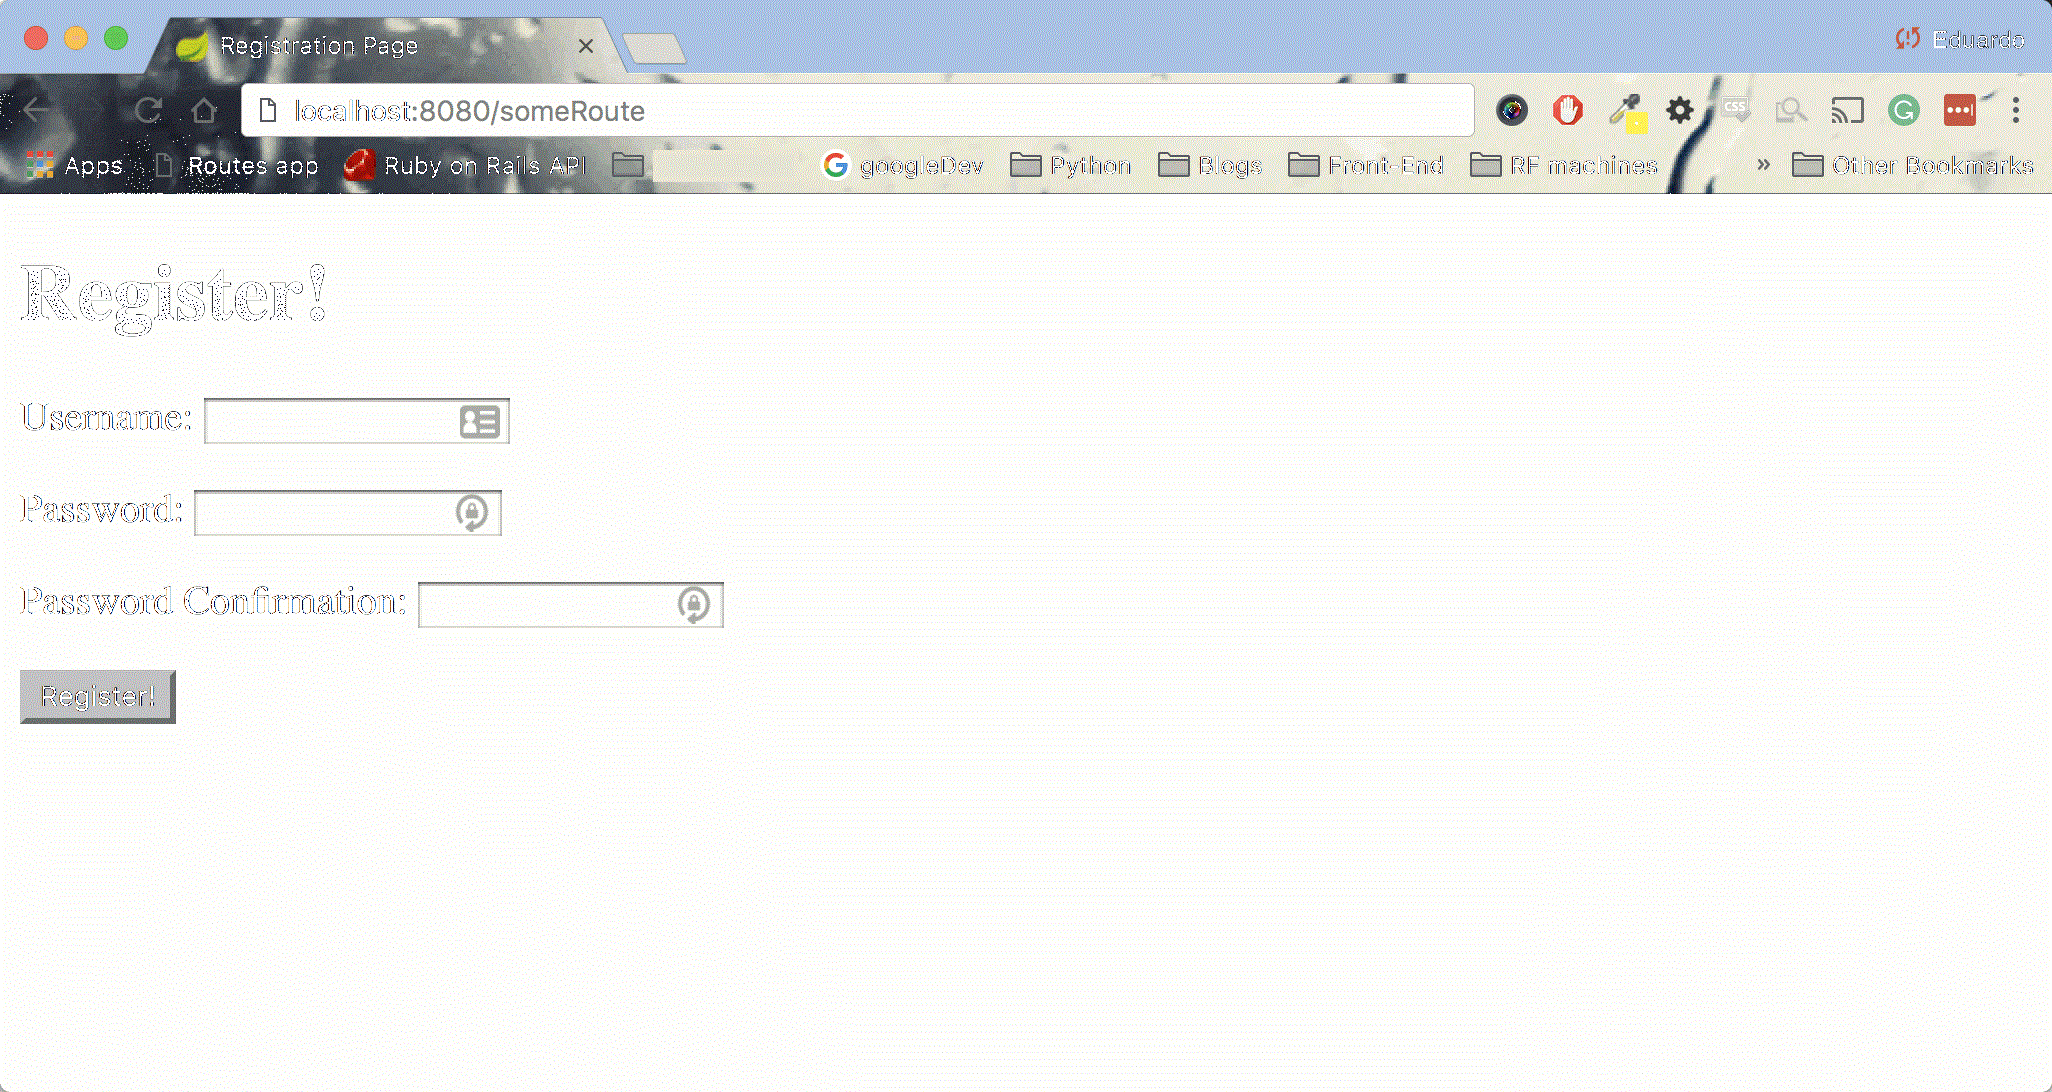 Registration Page
Eduardo
localhost:8080/someRoute
Apps Routes app Ruby on Rails API googleDev Python Blogs Front-End RF machines » Other Bookmarks
Register!
Username:
Password:
Password Confirmation:
Register!